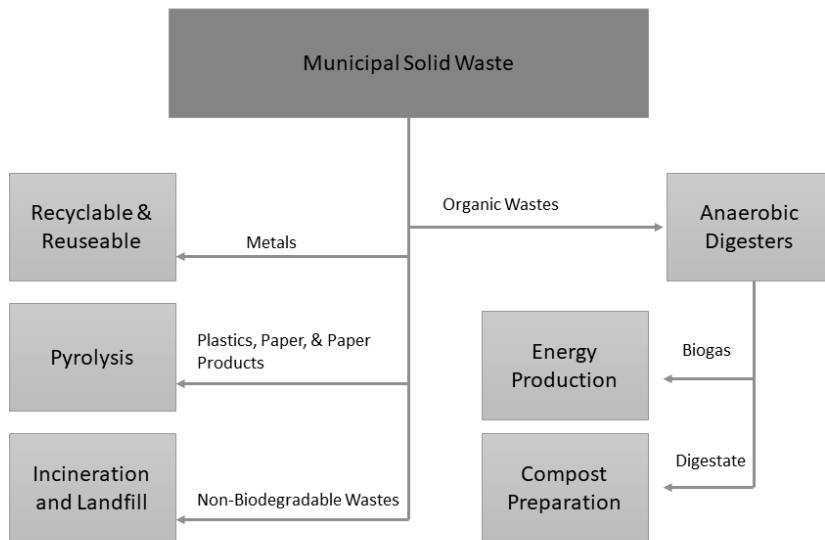 Municipal Solid Waste
Recyclable &
Reuseable
Metals
Organic Wastes
Anaerobic
Digesters
Pyrolysis
Plastics, Paper, & Paper
Products
Energy
Production
Biogas
Incineration
and Landfill
Non-Biodegradable Wastes
Compost
Preparation
Digestate